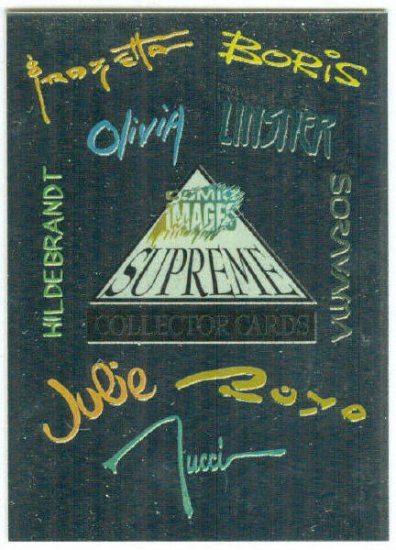 Frazetta
BORIS
OliviA
LINSNER
HILDEBRANDT
SORAYAMA
COMIC
IMAGES
SUPREME
COLLECTOR CARDS
Julie
Royo
Tucci